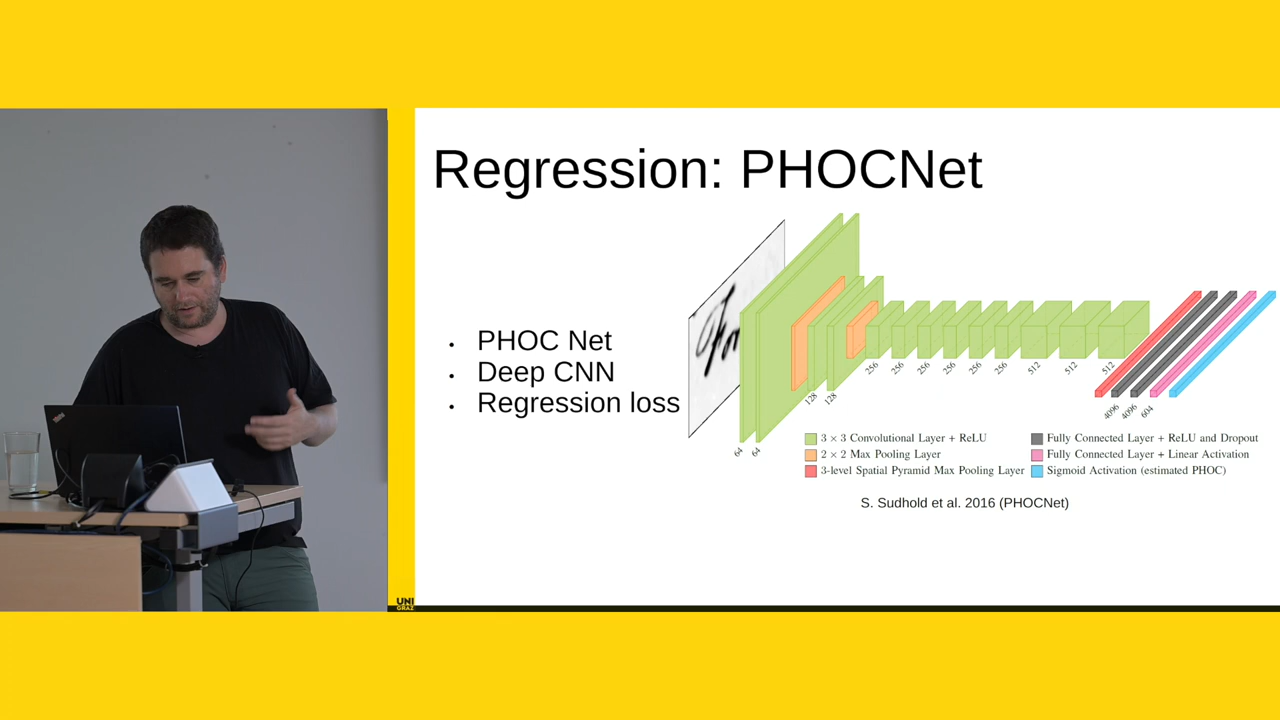 Regression: PHOCNet
PHOC Net
Deep CNN
Regression loss
For
64
64
128
128
256
256
256
256
256
256
512
512
512
4096
4096
604
3 × 3 Convolutional Layer + ReLU
2 × 2 Max Pooling Layer
3-level Spatial Pyramid Max Pooling Layer
Fully Connected Layer + ReLU and Dropout
Fully Connected Layer + Linear Activation
Sigmoid Activation (estimated PHOC)
S. Sudhold et al. 2016 (PHOCNet)
UNI
GRAZ